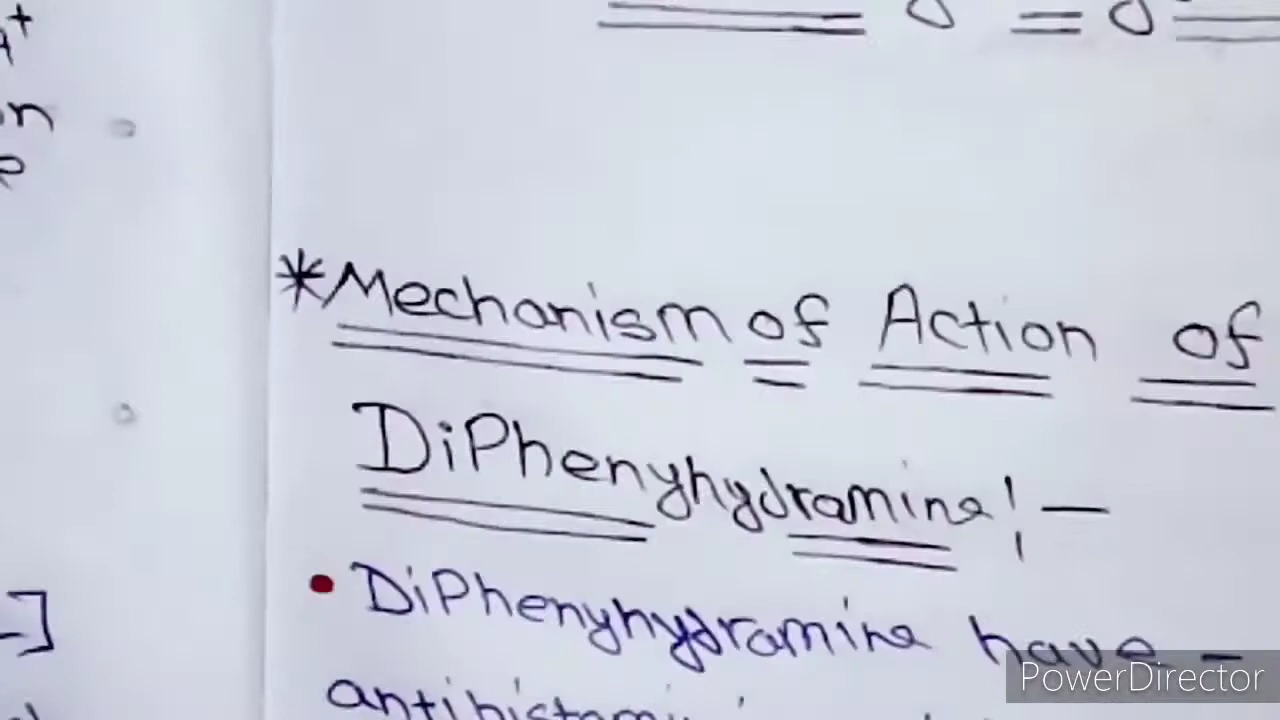 *Mechanism of Action of
DiPhenyhydramine! —
• DiPhenyhydramine have -
PowerDirector